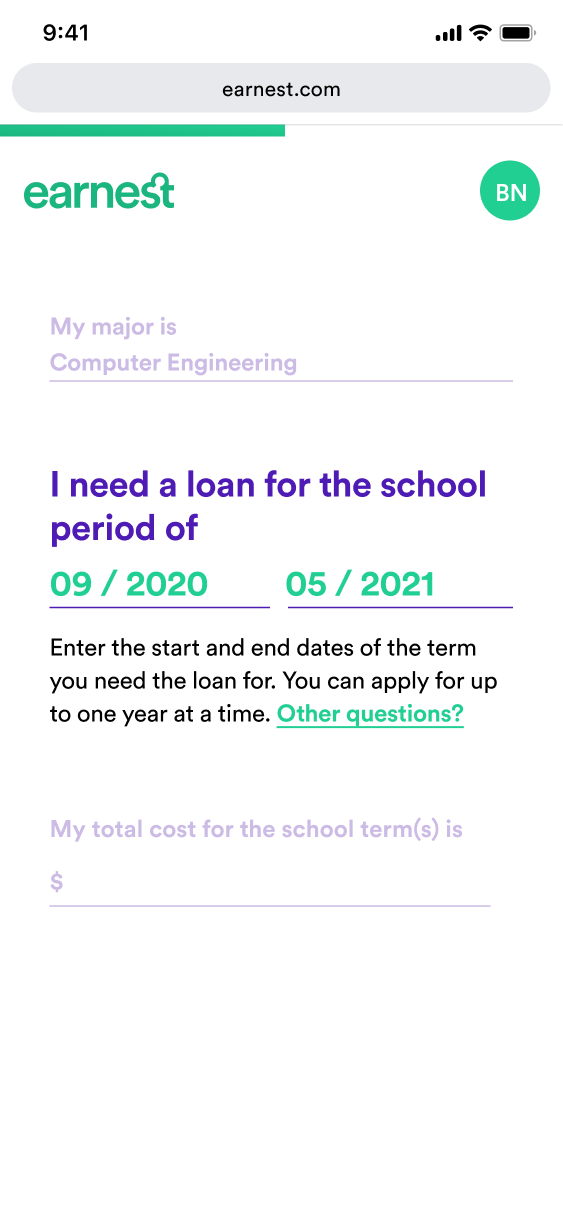 9:41
earnest.com
earnest
BN
My major is
Computer Engineering
I need a loan for the school
period of
09 / 2020 05 / 2021
Enter the start and end dates of the term
you need the loan for. You can apply for up
to one year at a time. Other questions?
My total cost for the school term(s) is
$